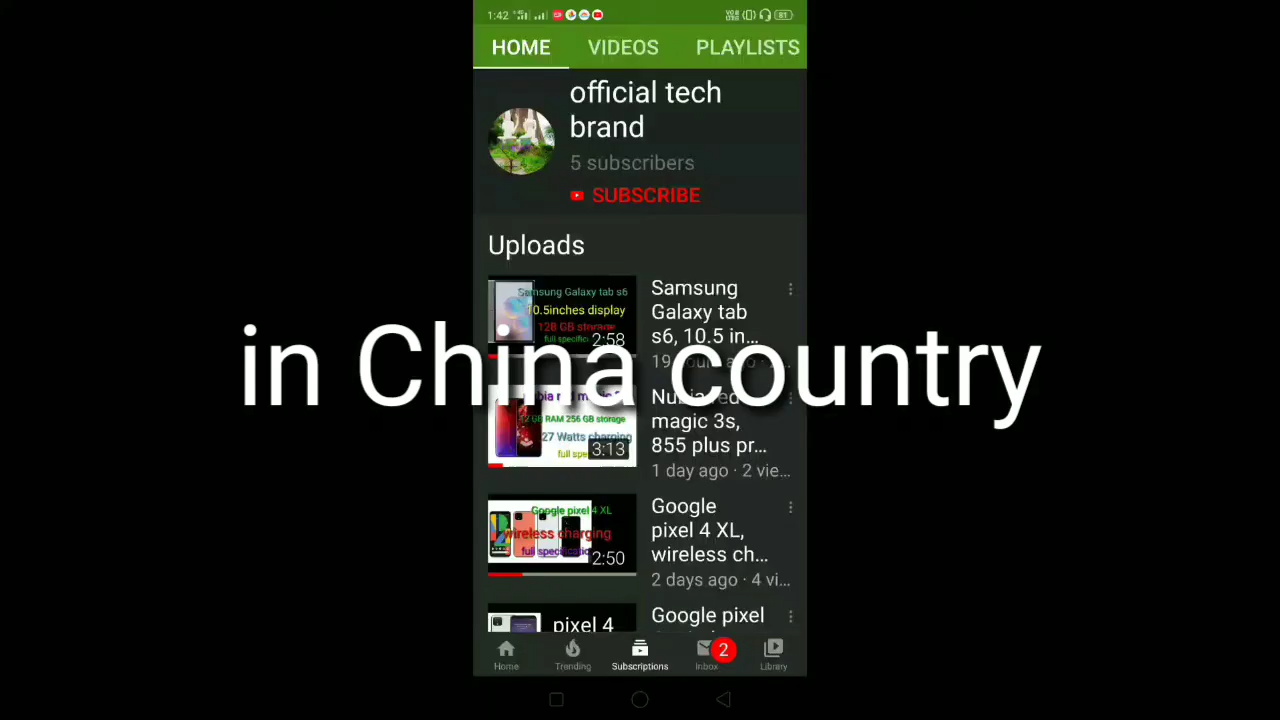 1:42
81
HOME VIDEOS PLAYLISTS
official tech
brand
5 subscribers
SUBSCRIBE
Uploads
Samsung Galaxy tab s6
10.5inches display
128 GB storage
2:58
Samsung
Galaxy tab
s6, 10.5 in...
in China country
27 Watts charging
3:13
Nubia red
magic 3s,
855 plus pr...
1 day ago · 2 vie...
Google pixel 4 XL
wireless charging
2:50
Google
pixel 4 XL,
wireless ch...
2 days ago · 4 vi...
pixel 4
Google pixel
2
Home Trending Subscriptions Inbox Library